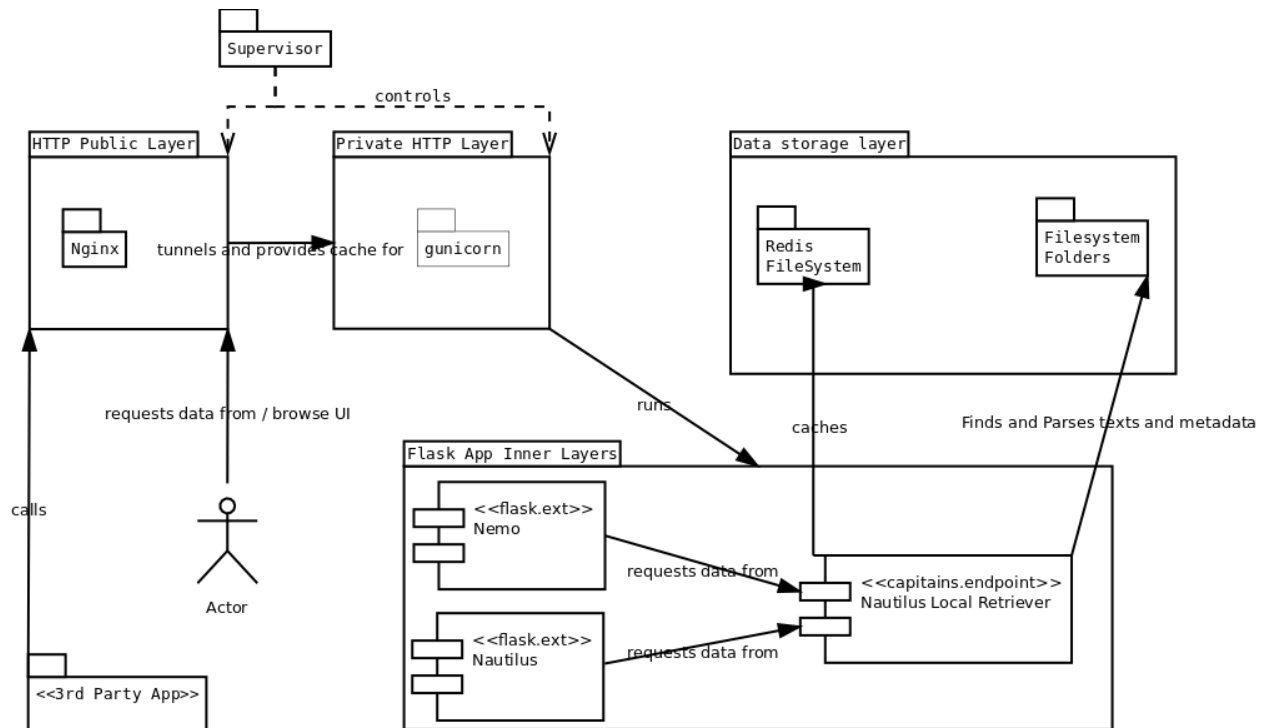 Supervisor
controls
HTTP Public Layer
Private HTTP Layer
Data storage layer
Nginx
tunnels and provides cache for
gunicorn
Redis
FileSystem
Filesystem
Folders
requests data from / browse UI
runs
caches
Finds and Parses texts and metadata
Flask App Inner Layers
calls
<<flask.ext>>
Nemo
requests data from
<<capitains.endpoint>>
Nautilus Local Retriever
Actor
<<flask.ext>>
Nautilus
requests data from
<<3rd Party App>>